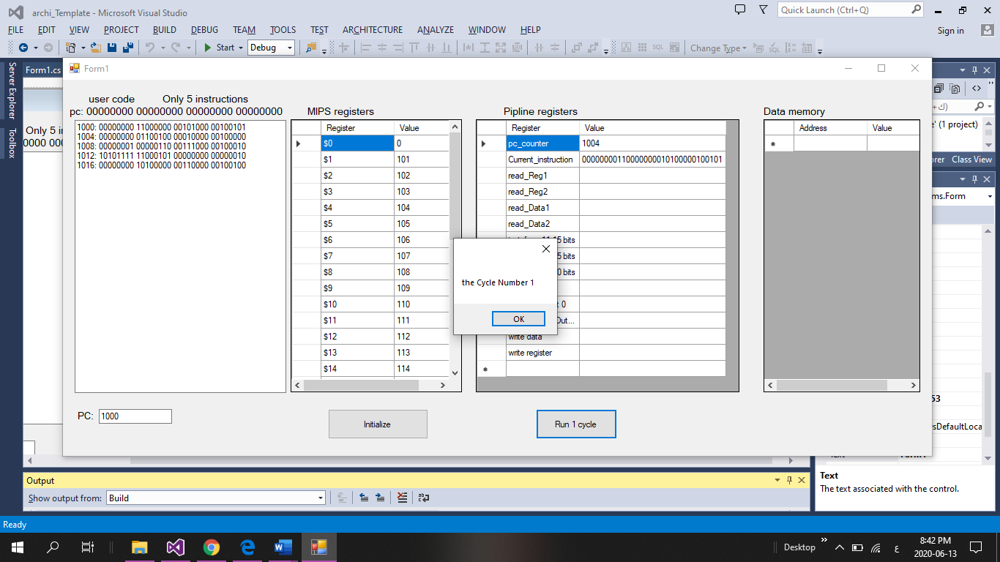 archi_Template - Microsoft Visual Studio
Quick Launch (Ctrl+Q)
FILE EDIT VIEW PROJECT BUILD DEBUG TEAM TOOLS TEST ARCHITECTURE ANALYZE WINDOW HELP
Sign in
Start Debug
SQL
Change Type
SQL
Server Explorer
Toolbox
Form1.cs
Form1
user code Only 5 instructions
pc: 00000000 00000000 00000000 00000000
1000: 00000000 11000000 00101000 00100101
1004: 00000000 01100100 00010000 00100000
1008: 00000001 00000110 00111000 00100010
1012: 10101111 11000101 00000000 00000010
1016: 00000000 10100000 00110000 00100100
MIPS registers
Register Value
$0 0
$1 101
$2 102
$3 103
$4 104
$5 105
$6 106
$7 107
$8 108
$9 109
$10 110
$11 111
$12 112
$13 113
$14 114
Pipline registers
Register Value
pc_counter 1004
Current_instruction 00000000110000000010100000100101
read_Reg1
read_Reg2
read_Data1
read_Data2
15 bits
5 bits
0 bits
0
Out...
write data
write register
the Cycle Number 1
OK
Data memory
Address Value
PC: 1000
Initialize
Run 1 cycle
Only 5
0000 000
(1 project)
Class View
ms.Form
53
sDefaultLoca
Text
The text associated with the control.
Output
Show output from: Build
Ready
Desktop
ع
8:42 PM
2020-06-13